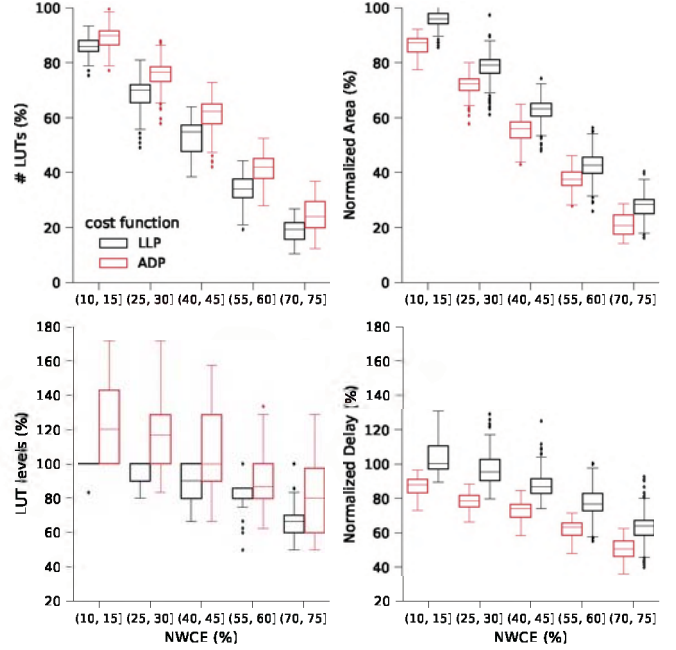 # LUTs (%)
100
80
60
40
20
0
cost function
LLP
ADP
(10, 15] (25, 30] (40, 45] (55, 60] (70, 75]
Normalized Area (%)
100
80
60
40
20
0
(10, 15] (25, 30] (40, 45] (55, 60] (70, 75]
LUT levels (%)
180
160
140
120
100
80
60
40
20
(10, 15] (25, 30] (40, 45] (55, 60] (70, 75]
NWCE (%)
Normalized Delay (%)
180
160
140
120
100
80
60
40
20
(10, 15] (25, 30] (40, 45] (55, 60] (70, 75]
NWCE (%)